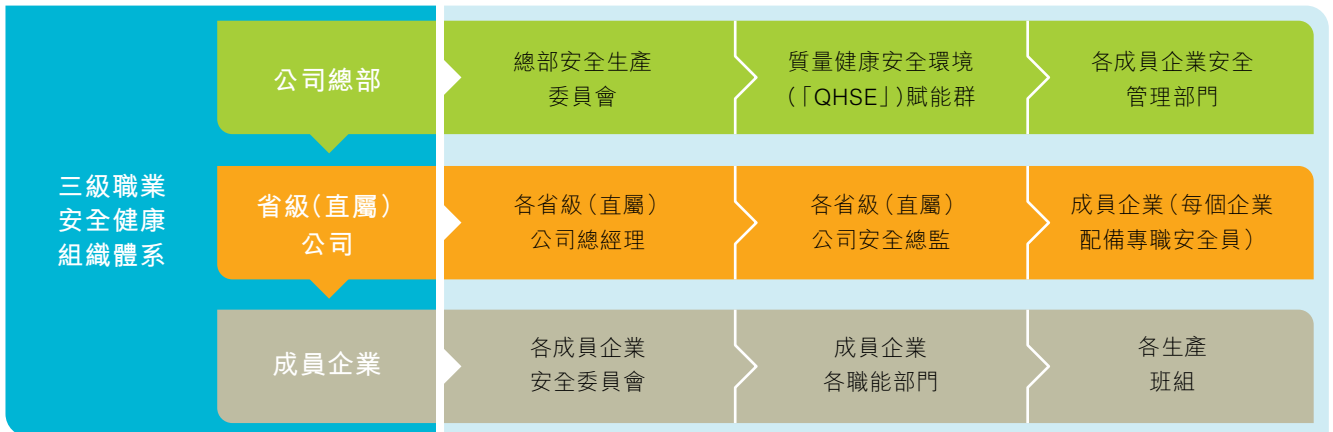 三級職業
安全健康
組織體系
公司總部
總部安全生產
委員會
質量健康安全環境
(「QHSE」)賦能群
各成員企業安全
管理部門
省級(直屬)
公司
各省級(直屬)
公司總經理
各省級(直屬)
公司安全總監
成員企業(每個企業
配備專職安全員)
成員企業
各成員企業
安全委員會
成員企業
各職能部門
各生產
班組